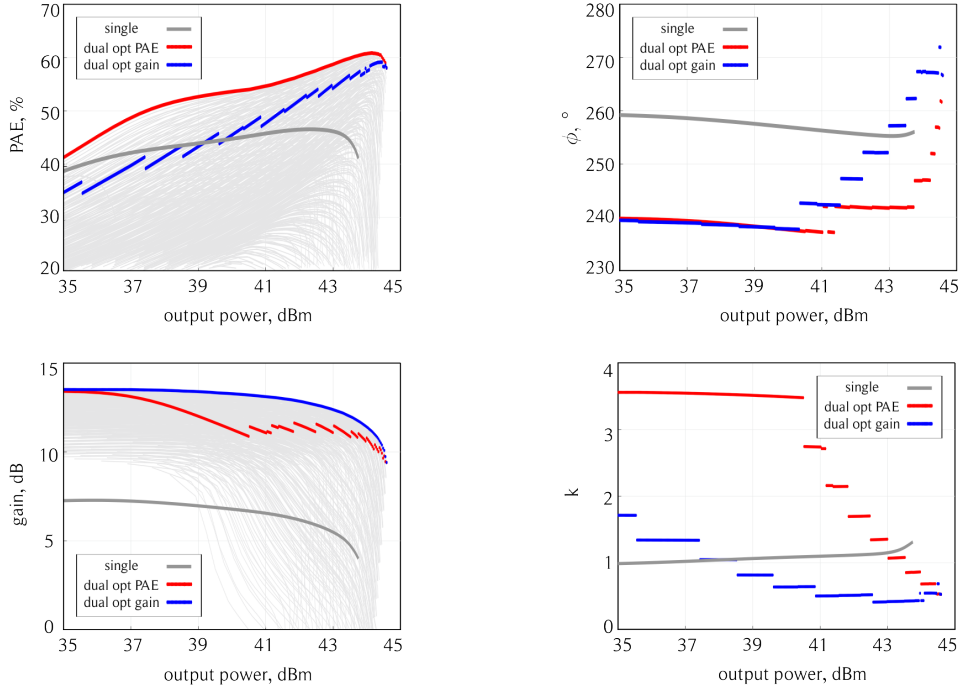 70
60
50
40
30
20
PAE, %
single
dual opt PAE
dual opt gain
35
37
39
41
43
45
output power, dBm
280
270
260
250
240
230
ϕ, °
single
dual opt PAE
dual opt gain
35
37
39
41
43
45
output power, dBm
15
10
5
0
gain, dB
single
dual opt PAE
dual opt gain
35
37
39
41
43
45
output power, dBm
4
3
2
1
0
k
single
dual opt PAE
dual opt gain
35
37
39
41
43
45
output power, dBm